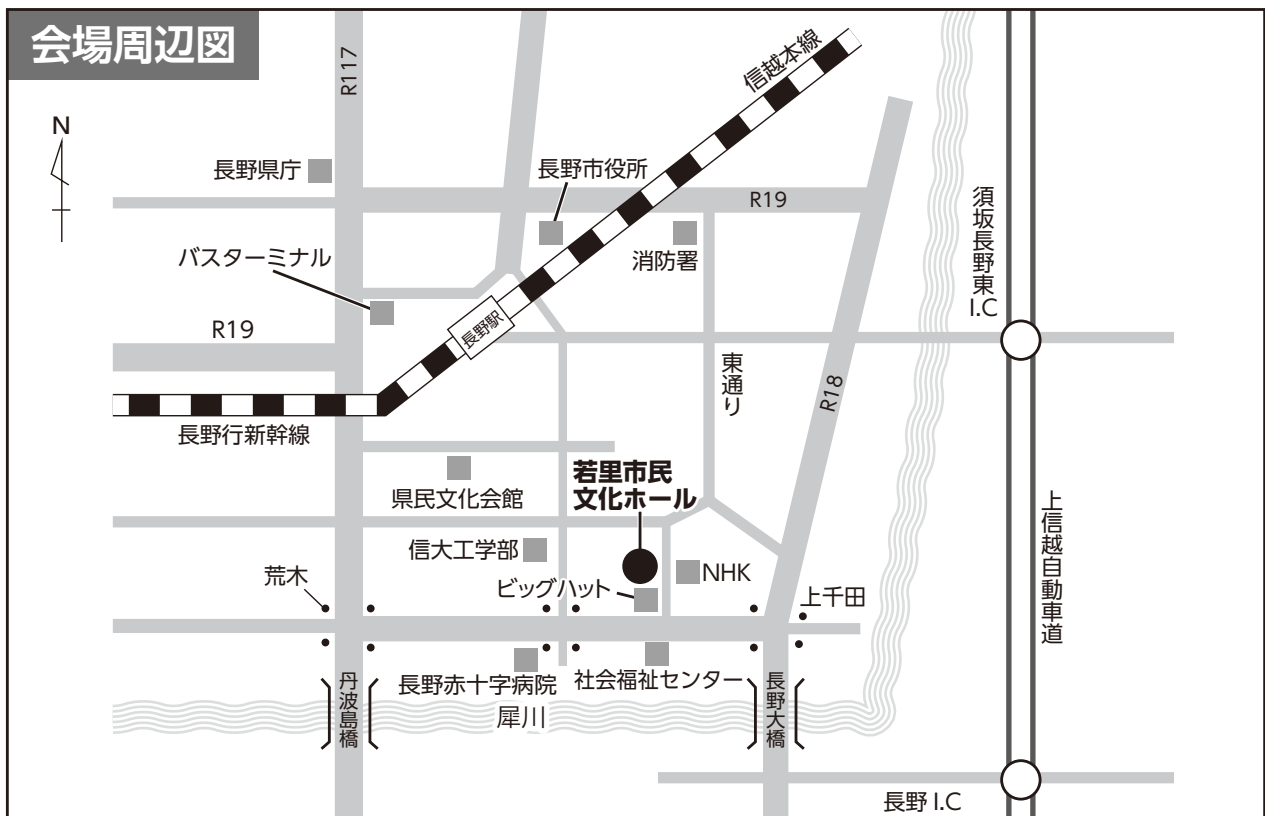 会場周辺図
R117
信越本線
N
長野県庁
長野市役所
R19
消防署
須坂長野東
I.C
バスターミナル
R19
長野駅
東通り
R18
長野行新幹線
県民文化会館
若里市民
文化ホール
上信越自動車道
信大工学部
NHK
荒木
ビッグハット
上千田
長野赤十字病院
社会福祉センター
丹波島橋
犀川
長野大橋
長野 I.C